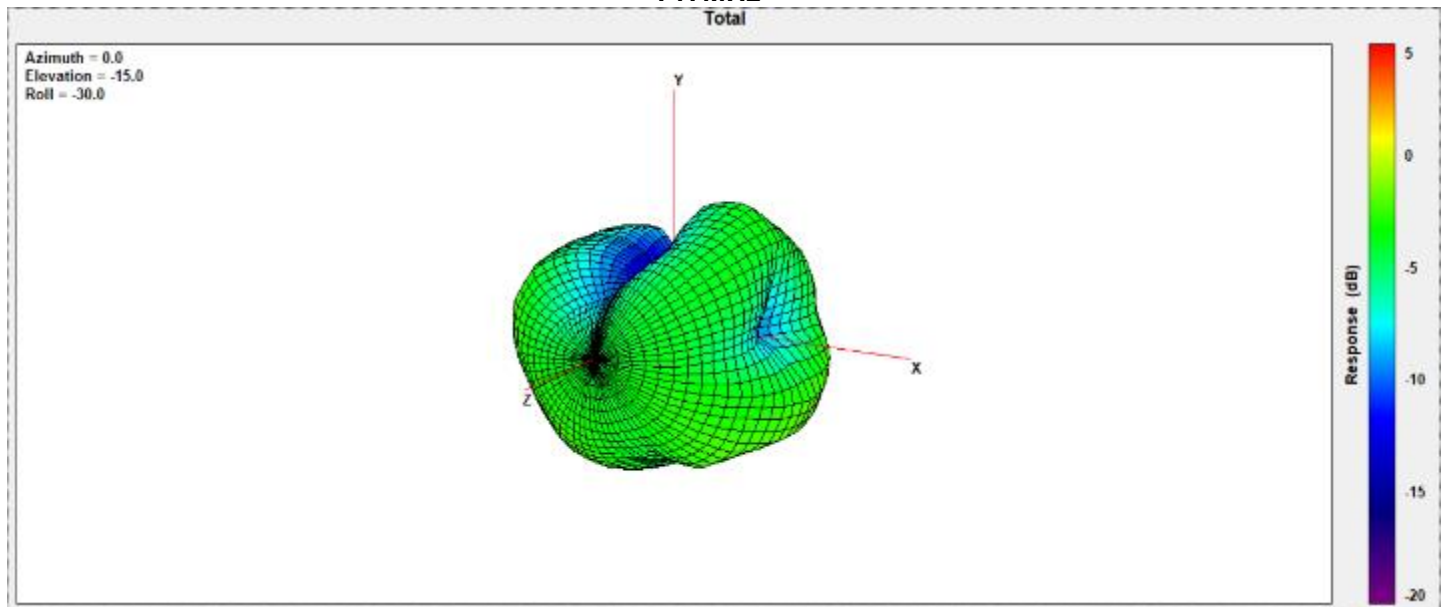 Total
Azimuth = 0.0
Elevation = -15.0
Roll = -30.0
Y
X
Z
5
0
-5
-10
-15
-20
Response (dB)